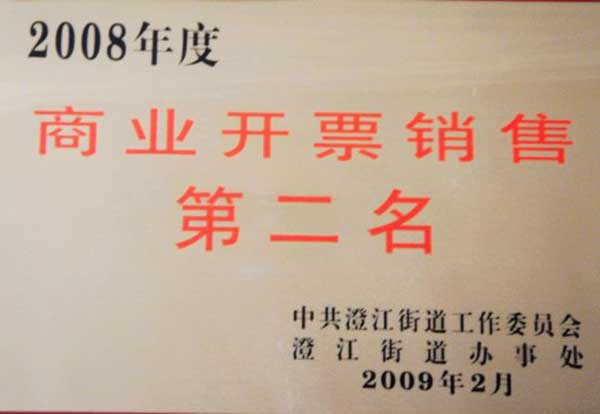 2008年度
商业开票销售
第二名
中共澄江街道工作委员会
澄江街道办事处
2009年2月